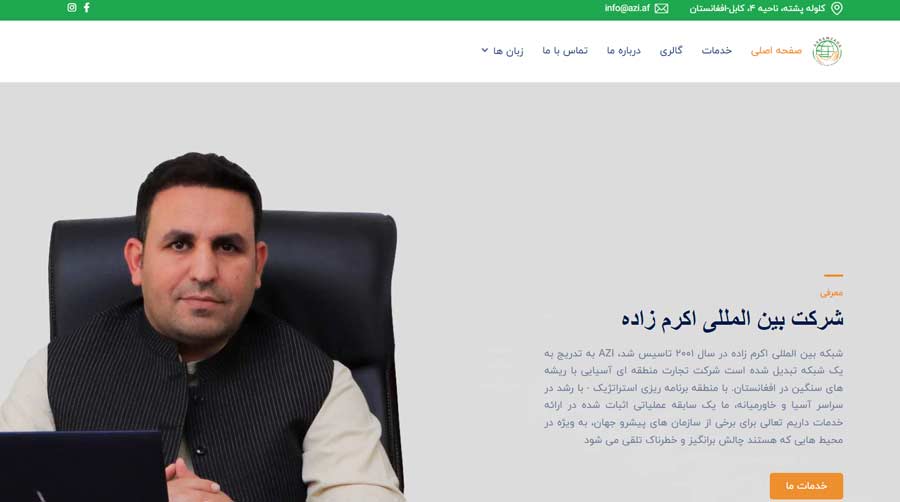 کلوله پشته، ناحیه ۴، کابل-افغانستان
info@azi.af
صفحه اصلی
خدمات
گالری
درباره ما
تماس با ما
زبان ها
معرفی
شرکت بین المللی اکرم زاده
شبکه بین المللی اکرم زاده در سال ۲۰۰۱ تاسیس شد، AZI به تدریج به
یک شبکه تبدیل شده است شرکت تجارت منطقه ای آسیایی با ریشه
های سنگین در افغانستان. با منطقه برنامه ریزی استراتژیک - با رشد در
سراسر آسیا و خاورمیانه، ما یک سابقه عملیاتی اثبات شده در ارائه
خدمات داریم تعالی برای برخی از سازمان های پیشرو جهان، به ویژه در
محیط هایی که هستند چالش برانگیز و خطرناک تلقی می شود
خدمات ما